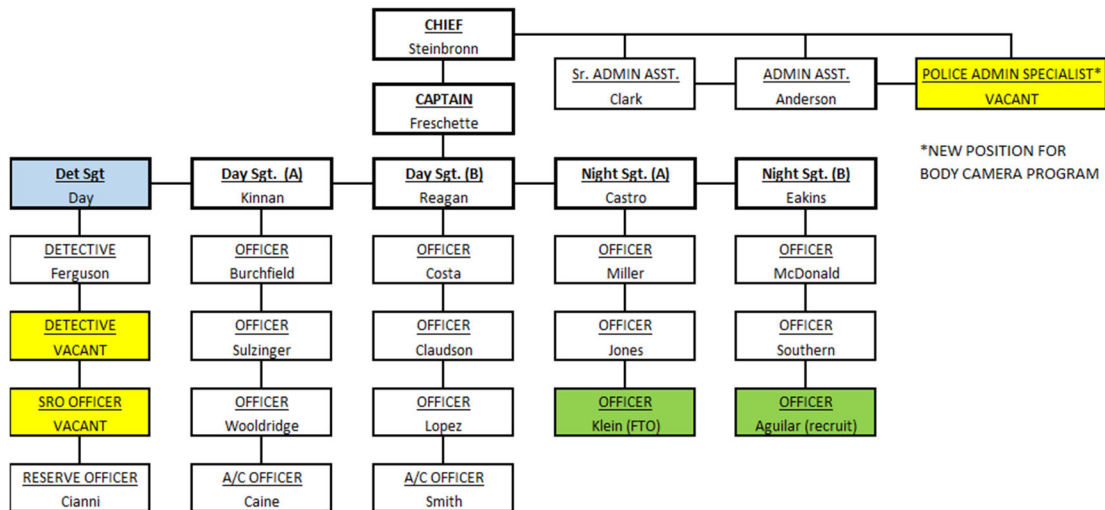 CHIEF
Steinbronn
Sr. ADMIN ASST.
Clark
ADMIN ASST.
Anderson
POLICE ADMIN SPECIALIST*
VACANT
CAPTAIN
Freschette
*NEW POSITION FOR
BODY CAMERA PROGRAM
Det Sgt
Day
Day Sgt. (A)
Kinnan
Day Sgt. (B)
Reagan
Night Sgt. (A)
Castro
Night Sgt. (B)
Eakins
DETECTIVE
Ferguson
OFFICER
Burchfield
OFFICER
Costa
OFFICER
Miller
OFFICER
McDonald
DETECTIVE
VACANT
OFFICER
Sulzinger
OFFICER
Claudson
OFFICER
Jones
OFFICER
Southern
SRO OFFICER
VACANT
OFFICER
Wooldridge
OFFICER
Lopez
OFFICER
Klein (FTO)
OFFICER
Aguilar (recruit)
RESERVE OFFICER
Cianni
A/C OFFICER
Caine
A/C OFFICER
Smith